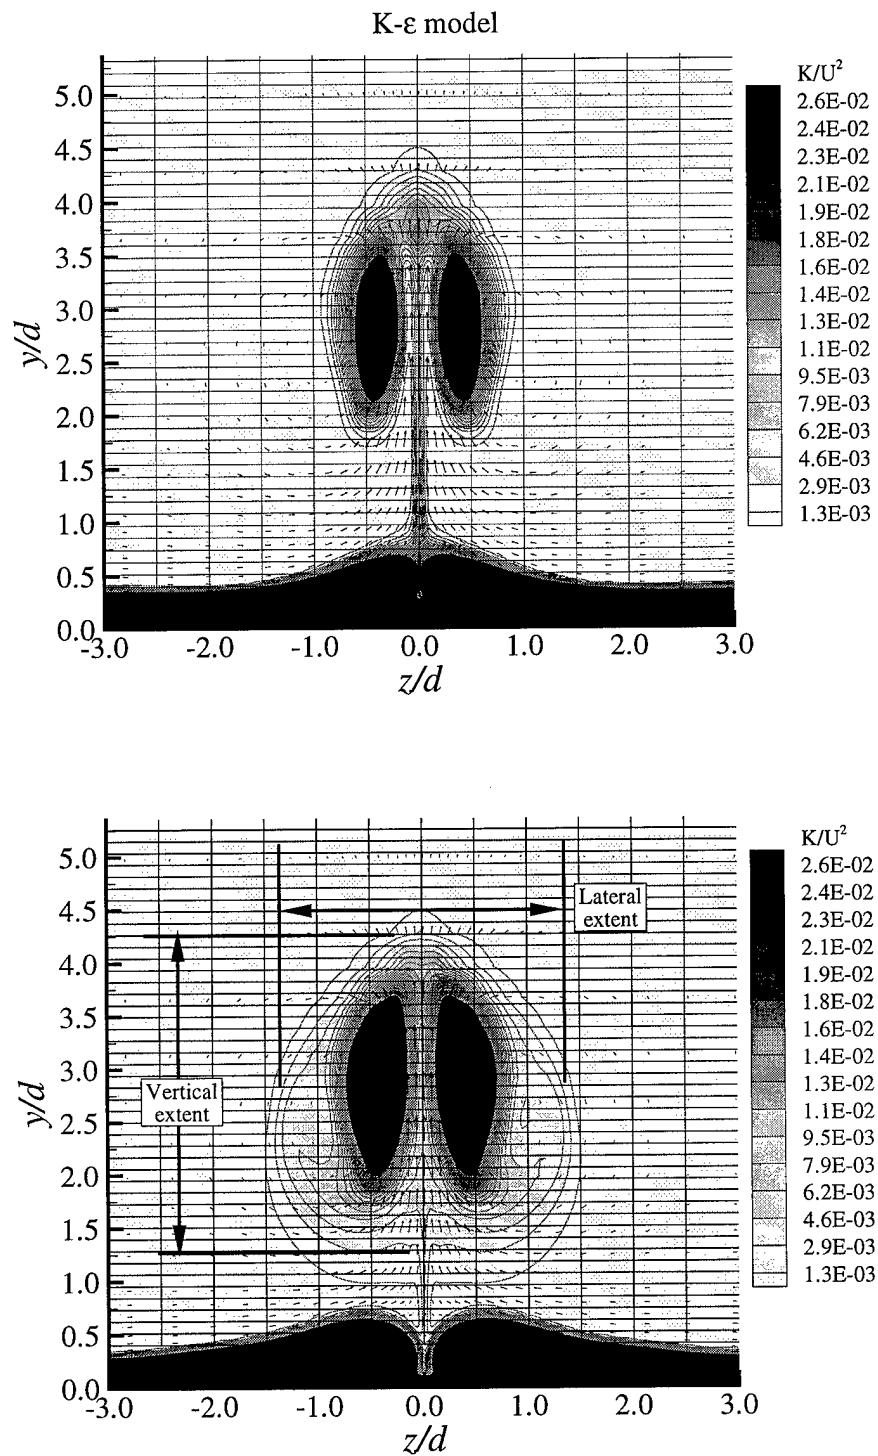 K-ε model
K/U²
2.6E-02
2.4E-02
2.3E-02
2.1E-02
1.9E-02
1.8E-02
1.6E-02
1.4E-02
1.3E-02
1.1E-02
9.5E-03
7.9E-03
6.2E-03
4.6E-03
2.9E-03
1.3E-03
y/d
5.0
4.5
4.0
3.5
3.0
2.5
2.0
1.5
1.0
0.5
0.0
-3.0 -2.0 -1.0 0.0 1.0 2.0 3.0
z/d
K/U²
2.6E-02
2.4E-02
2.3E-02
2.1E-02
1.9E-02
1.8E-02
1.6E-02
1.4E-02
1.3E-02
1.1E-02
9.5E-03
7.9E-03
6.2E-03
4.6E-03
2.9E-03
1.3E-03
Lateral
extent
Vertical
extent
y/d
5.0
4.5
4.0
3.5
3.0
2.5
2.0
1.5
1.0
0.5
0.0
-3.0 -2.0 -1.0 0.0 1.0 2.0 3.0
z/d